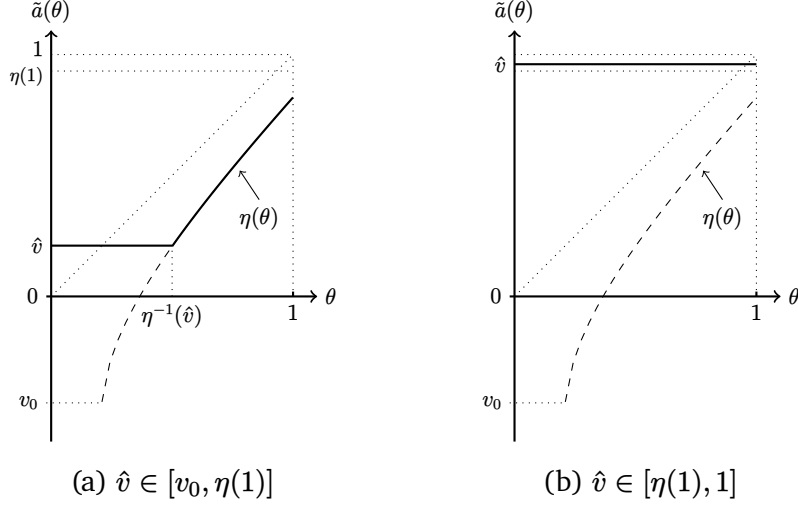 ã(θ)
1
η(1)
v̂
0
v₀
η(θ)
η⁻¹(v̂)
1
θ
(a) v̂ ∈ [v₀, η(1)]
ã(θ)
v̂
0
v₀
η(θ)
1
θ
(b) v̂ ∈ [η(1), 1]